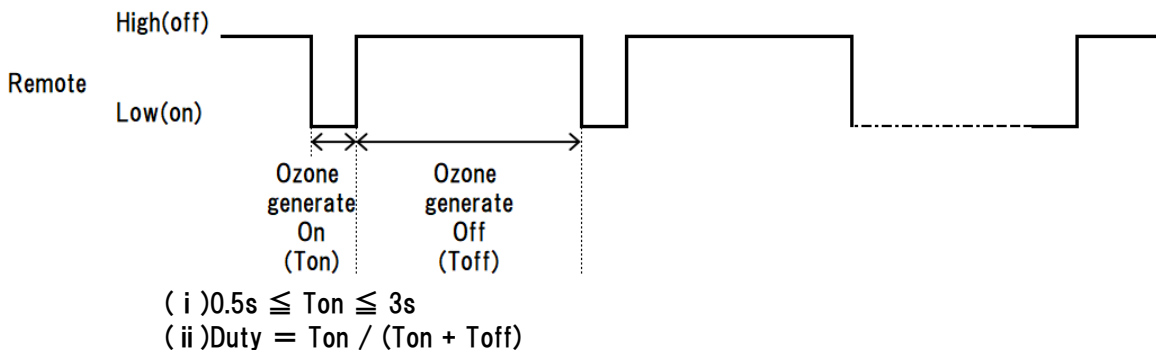 High(off)
Remote
Low(on)
Ozone
generate
On
(Ton)
Ozone
generate
Off
(Toff)
(ⅰ)0.5s ≦ Ton ≦ 3s
(ⅱ)Duty = Ton / (Ton + Toff)